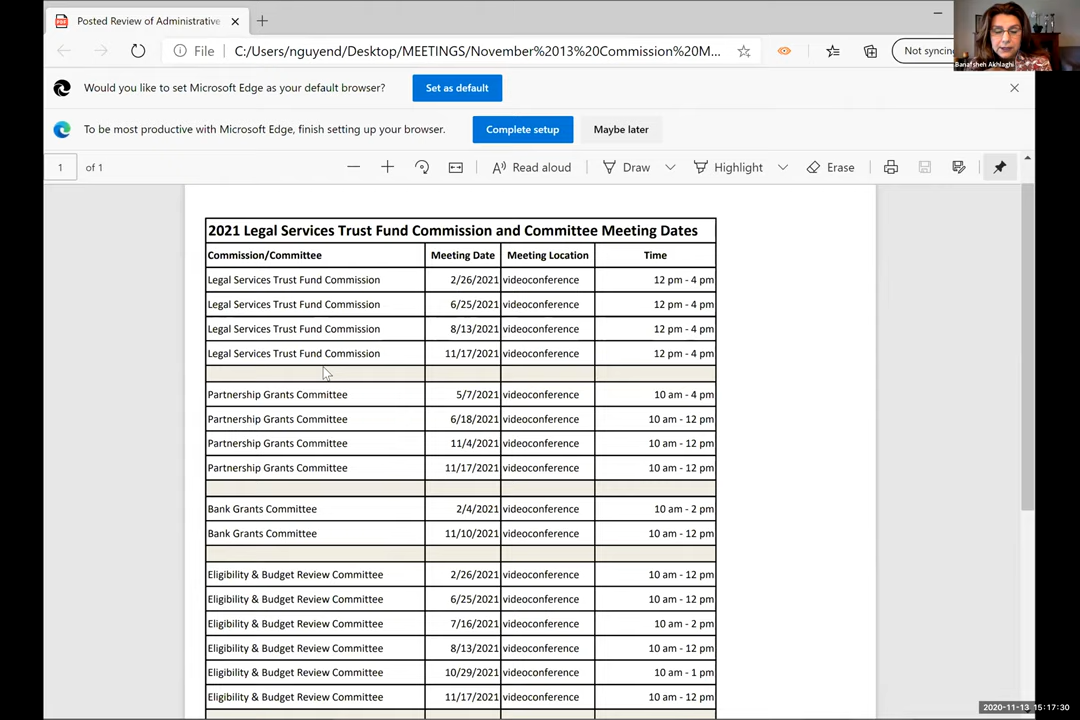 Posted Review of Administrative
File C:/Users/nguyend/Desktop/MEETINGS/November%2013%20Commission%20M... Not syncing
Banafsheh Akhlaghi
Would you like to set Microsoft Edge as your default browser? Set as default
To be most productive with Microsoft Edge, finish setting up your browser. Complete setup Maybe later
1 of 1 Read aloud Draw Highlight Erase
2021 Legal Services Trust Fund Commission and Committee Meeting Dates
Commission/Committee Meeting Date Meeting Location Time
Legal Services Trust Fund Commission 2/26/2021 videoconference 12 pm - 4 pm
Legal Services Trust Fund Commission 6/25/2021 videoconference 12 pm - 4 pm
Legal Services Trust Fund Commission 8/13/2021 videoconference 12 pm - 4 pm
Legal Services Trust Fund Commission 11/17/2021 videoconference 12 pm - 4 pm
Partnership Grants Committee 5/7/2021 videoconference 10 am - 4 pm
Partnership Grants Committee 6/18/2021 videoconference 10 am - 12 pm
Partnership Grants Committee 11/4/2021 videoconference 10 am - 12 pm
Partnership Grants Committee 11/17/2021 videoconference 10 am - 12 pm
Bank Grants Committee 2/4/2021 videoconference 10 am - 2 pm
Bank Grants Committee 11/10/2021 videoconference 10 am - 12 pm
Eligibility & Budget Review Committee 2/26/2021 videoconference 10 am - 12 pm
Eligibility & Budget Review Committee 6/25/2021 videoconference 10 am - 12 pm
Eligibility & Budget Review Committee 7/16/2021 videoconference 10 am - 2 pm
Eligibility & Budget Review Committee 8/13/2021 videoconference 10 am - 12 pm
Eligibility & Budget Review Committee 10/29/2021 videoconference 10 am - 1 pm
Eligibility & Budget Review Committee 11/17/2021 videoconference 10 am - 12 pm
2020-11-13 15:17:30